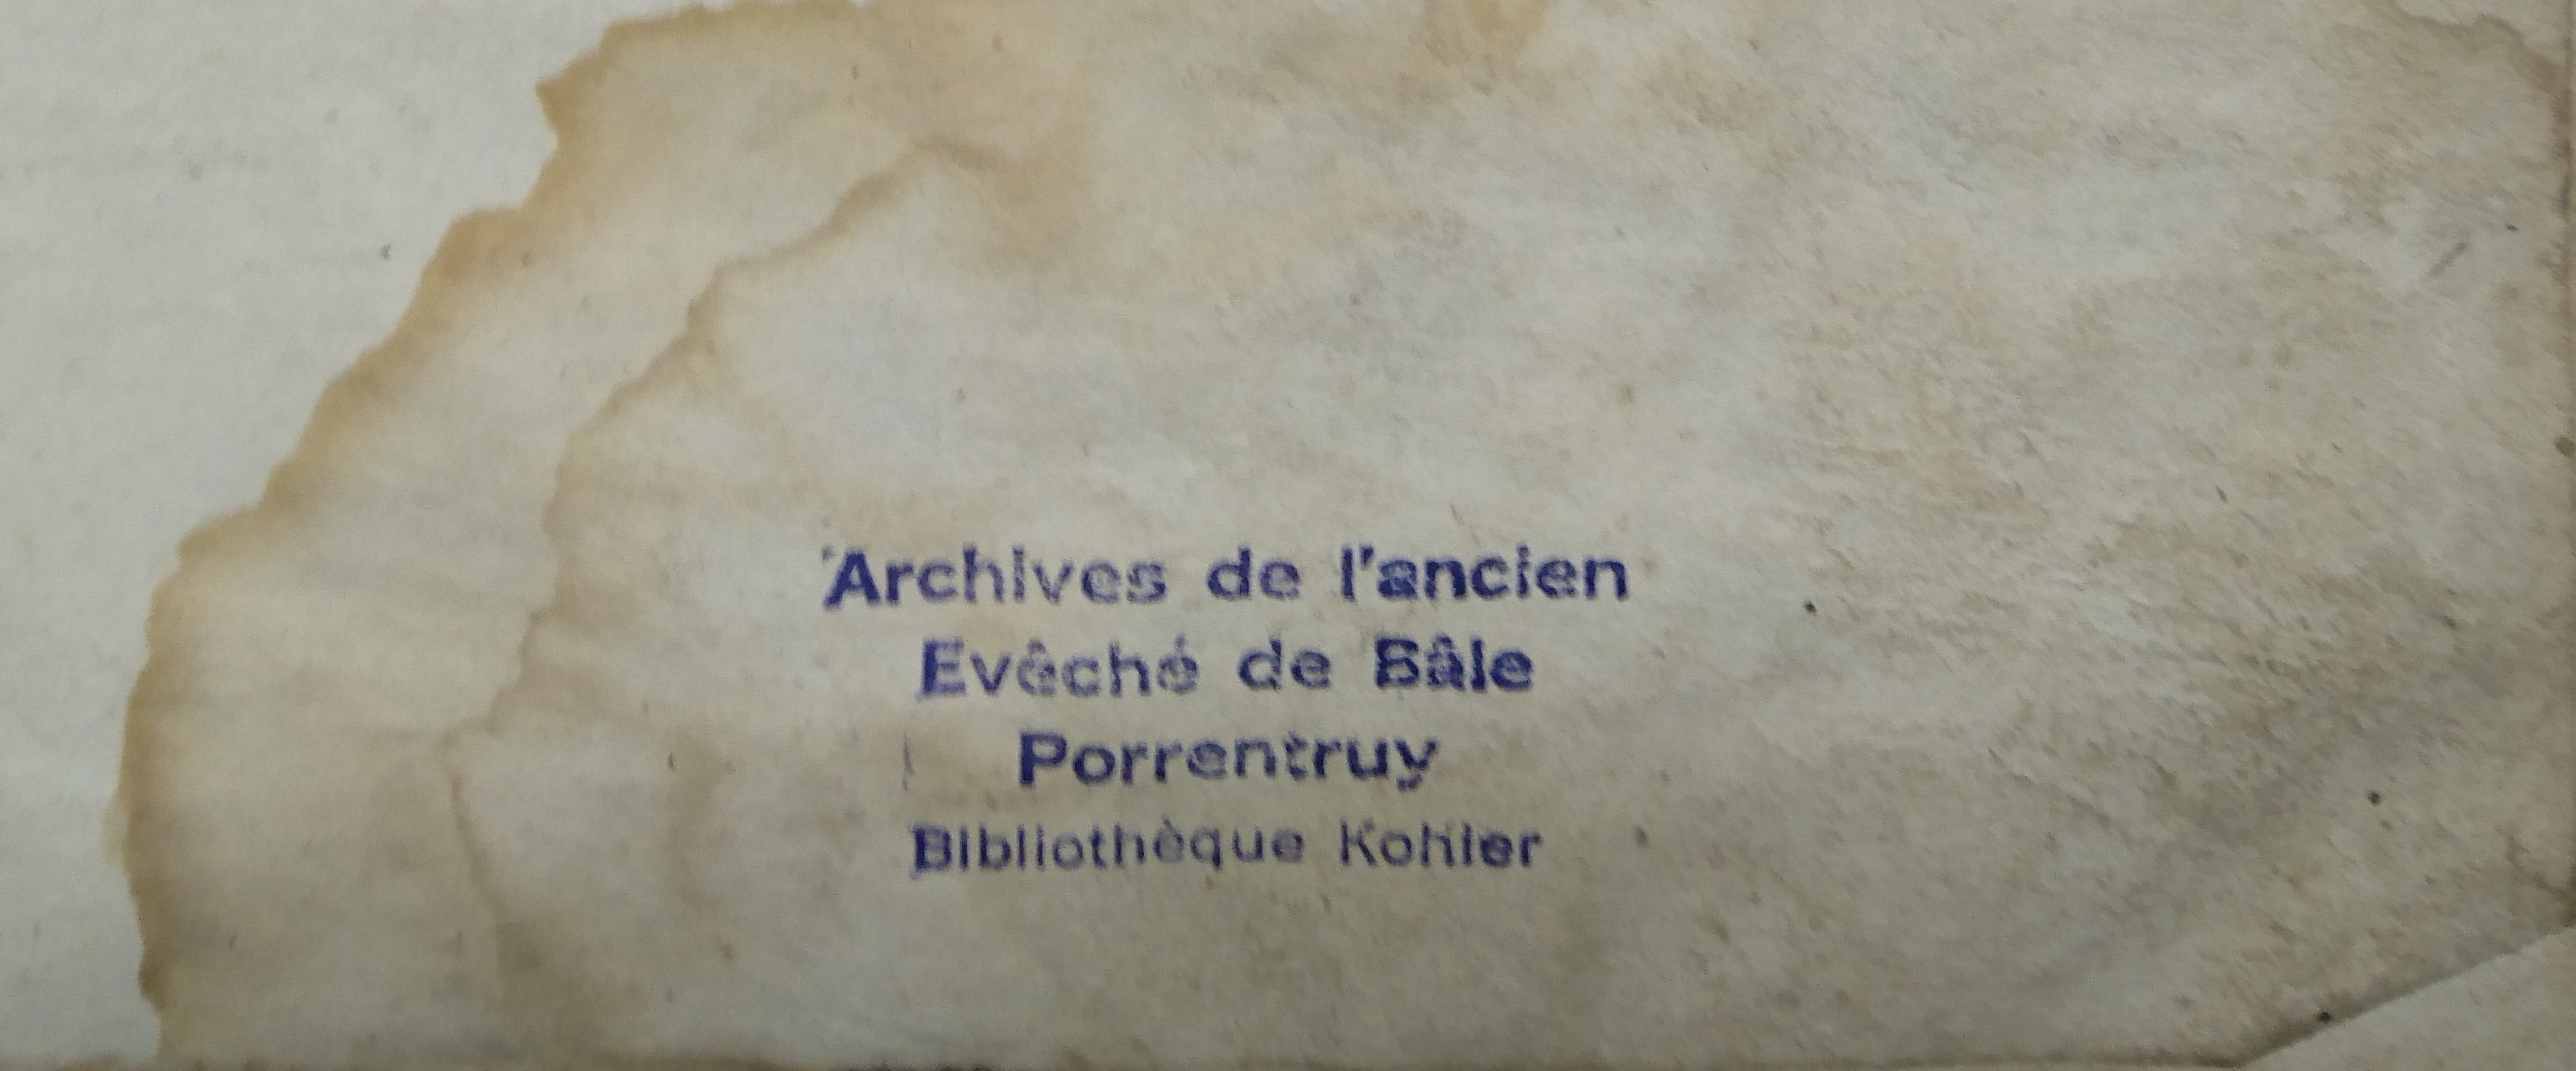 Archives de l'ancien
Evêché de Bâle
Porrentruy
Bibliothèque Kohler